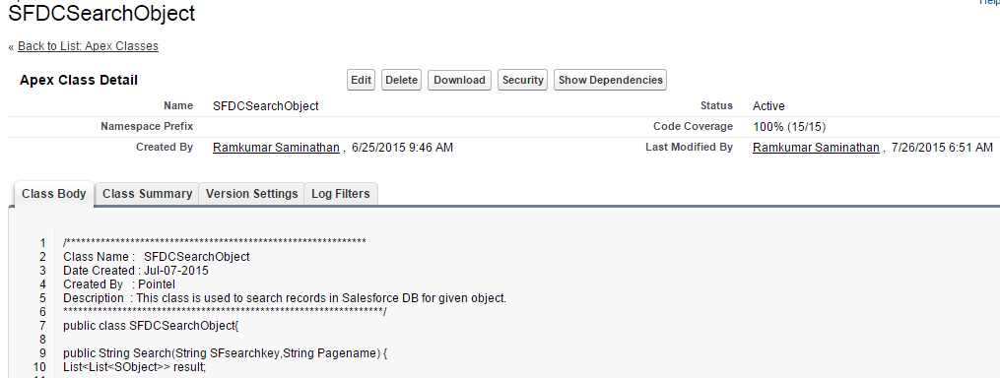 Help
SFDCSearchObject
« Back to List: Apex Classes
Apex Class Detail Edit Delete Download Security Show Dependencies
Name SFDCSearchObject Status Active
Namespace Prefix Code Coverage 100% (15/15)
Created By Ramkumar Saminathan , 6/25/2015 9:46 AM Last Modified By Ramkumar Saminathan , 7/26/2015 6:51 AM
Class Body Class Summary Version Settings Log Filters
1 /*************************************************************
2 Class Name : SFDCSearchObject
3 Date Created : Jul-07-2015
4 Created By : Pointel
5 Description : This class is used to search records in Salesforce DB for given object.
6 *****************************************************************/
7 public class SFDCSearchObject{
8
9 public String Search(String SFsearchkey,String Pagename) {
10 List<List<SObject>> result;